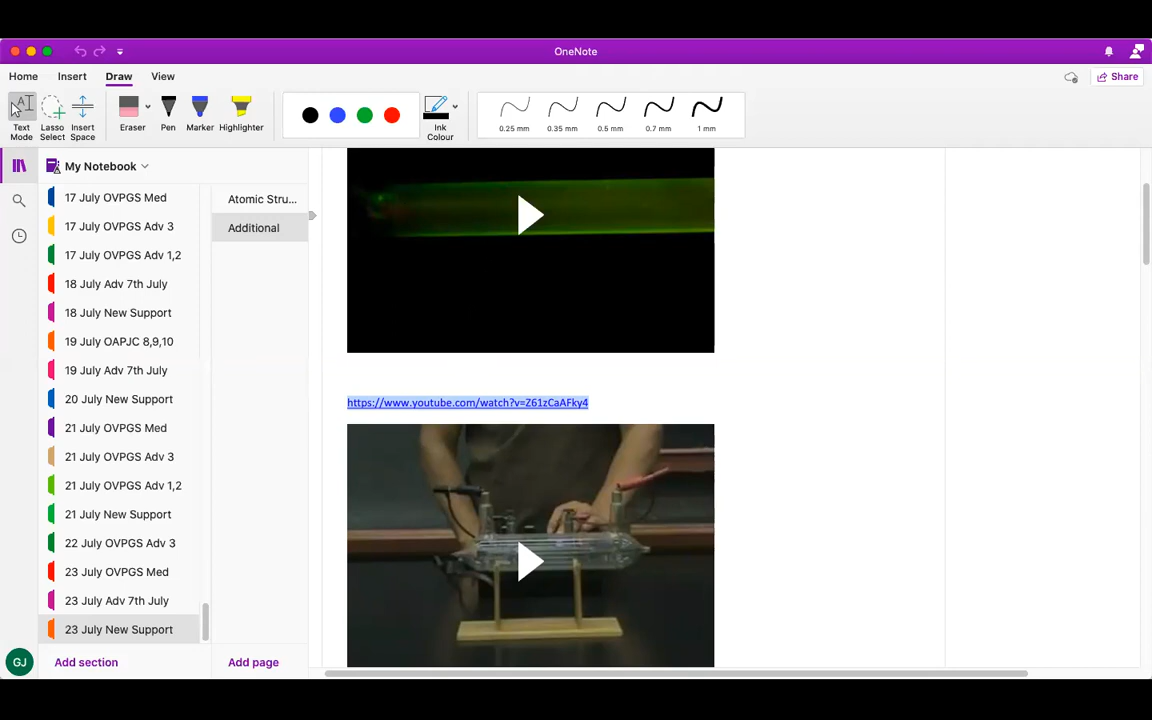 OneNote
Home Insert Draw View
Share
Text Mode
Lasso Select
Insert Space
Eraser
Pen
Marker
Highlighter
Ink Colour
0.25 mm
0.35 mm
0.5 mm
0.7 mm
1 mm
My Notebook
17 July OVPGS Med
17 July OVPGS Adv 3
17 July OVPGS Adv 1,2
18 July Adv 7th July
18 July New Support
19 July OAPJC 8,9,10
19 July Adv 7th July
20 July New Support
21 July OVPGS Med
21 July OVPGS Adv 3
21 July OVPGS Adv 1,2
21 July New Support
22 July OVPGS Adv 3
23 July OVPGS Med
23 July Adv 7th July
23 July New Support
GJ
Add section
Atomic Stru...
Additional
Add page
https://www.youtube.com/watch?v=Z61zCaAFky4